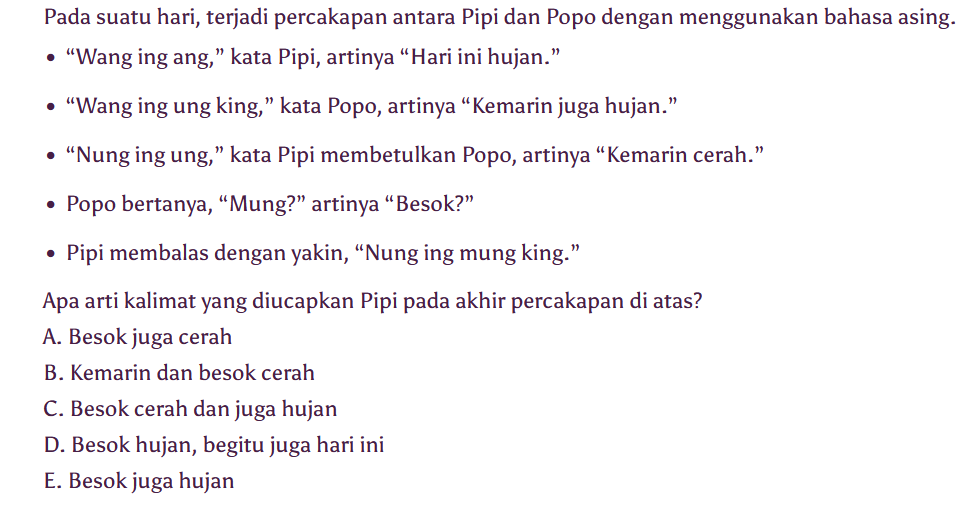 Pada suatu hari, terjadi percakapan antara Pipi dan Popo dengan menggunakan bahasa asing.
• “Wang ing ang,” kata Pipi, artinya “Hari ini hujan.”
• “Wang ing ung king,” kata Popo, artinya “Kemarin juga hujan.”
• “Nung ing ung,” kata Pipi membetulkan Popo, artinya “Kemarin cerah.”
• Popo bertanya, “Mung?” artinya “Besok?”
• Pipi membalas dengan yakin, “Nung ing mung king.”
Apa arti kalimat yang diucapkan Pipi pada akhir percakapan di atas?
A. Besok juga cerah
B. Kemarin dan besok cerah
C. Besok cerah dan juga hujan
D. Besok hujan, begitu juga hari ini
E. Besok juga hujan